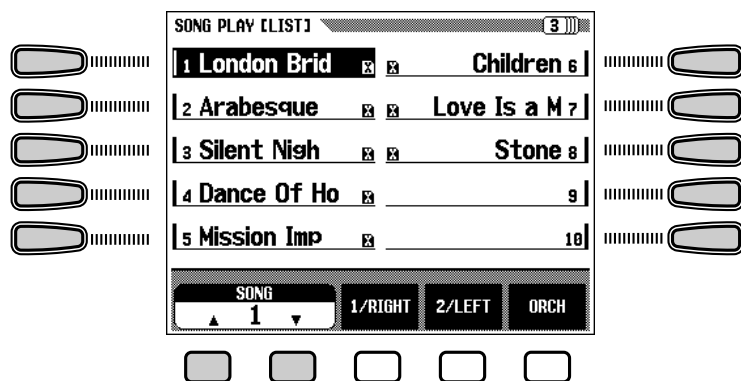 SONG PLAY [LIST] 3
1 London Brid X X Children 6
2 Arabesque X X Love Is a M 7
3 Silent Nigh X X Stone 8
4 Dance Of Ho X 9
5 Mission Imp X 10
SONG
▲ 1 ▼ 1/RIGHT 2/LEFT ORCH